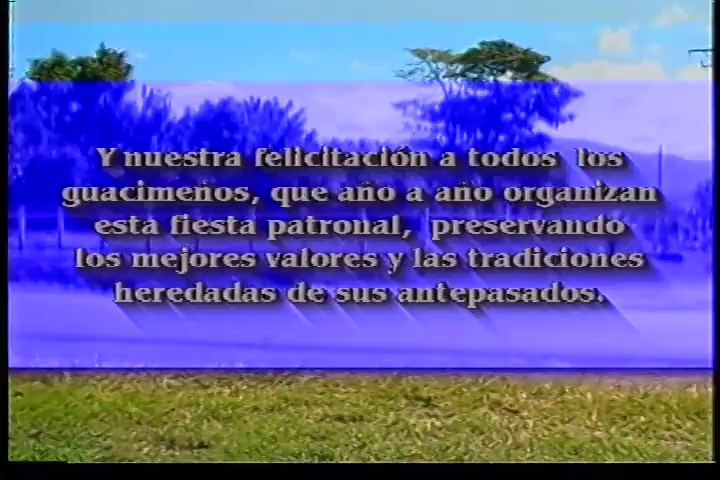 Y nuestra felicitación a todos los
guacimeños, que año a año organizan
esta fiesta patronal, preservando
los mejores valores y las tradiciones
heredadas de sus antepasados.